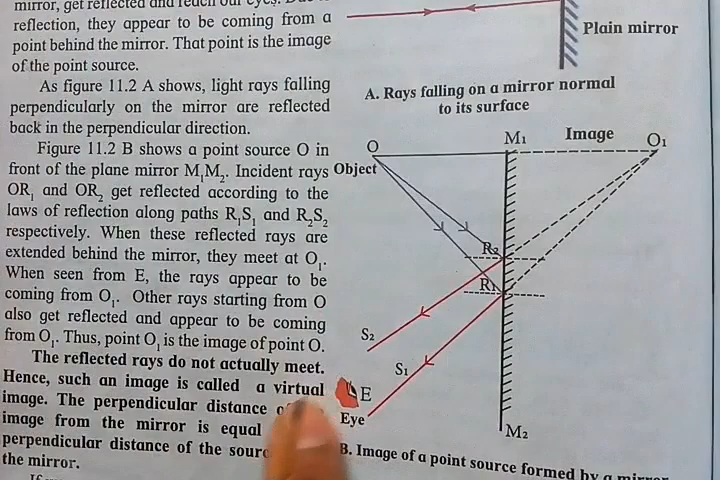 mirror, get reflected and reach our eyes.
reflection, they appear to be coming from a
point behind the mirror. That point is the image
of the point source.
As figure 11.2 A shows, light rays falling
perpendicularly on the mirror are reflected
back in the perpendicular direction.
Figure 11.2 B shows a point source O in
front of the plane mirror M₁M₂. Incident rays
OR₁ and OR₂ get reflected according to the
laws of reflection along paths R₁S₁ and R₂S₂
respectively. When these reflected rays are
extended behind the mirror, they meet at O₁.
When seen from E, the rays appear to be
coming from O₁. Other rays starting from O
also get reflected and appear to be coming
from O₁. Thus, point O₁ is the image of point O.
The reflected rays do not actually meet.
Hence, such an image is called a virtual
image. The perpendicular distance
image from the mirror is equal
perpendicular distance of the
the mirror.
Plain mirror
A. Rays falling on a mirror normal
to its surface
O
M₁
Image
O₁
Object
R₂
R₁
S₂
S₁
E
Eye
M₂
B. Image of a point source formed by a mirror